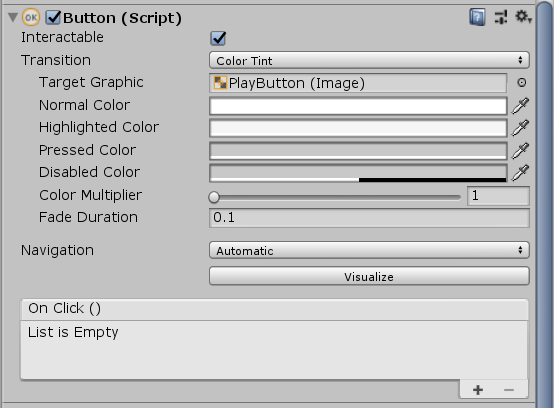 OK Button (Script)
Interactable
Transition Color Tint
Target Graphic PlayButton (Image)
Normal Color
Highlighted Color
Pressed Color
Disabled Color
Color Multiplier 1
Fade Duration 0.1
Navigation Automatic
Visualize
On Click ()
List is Empty
+ −